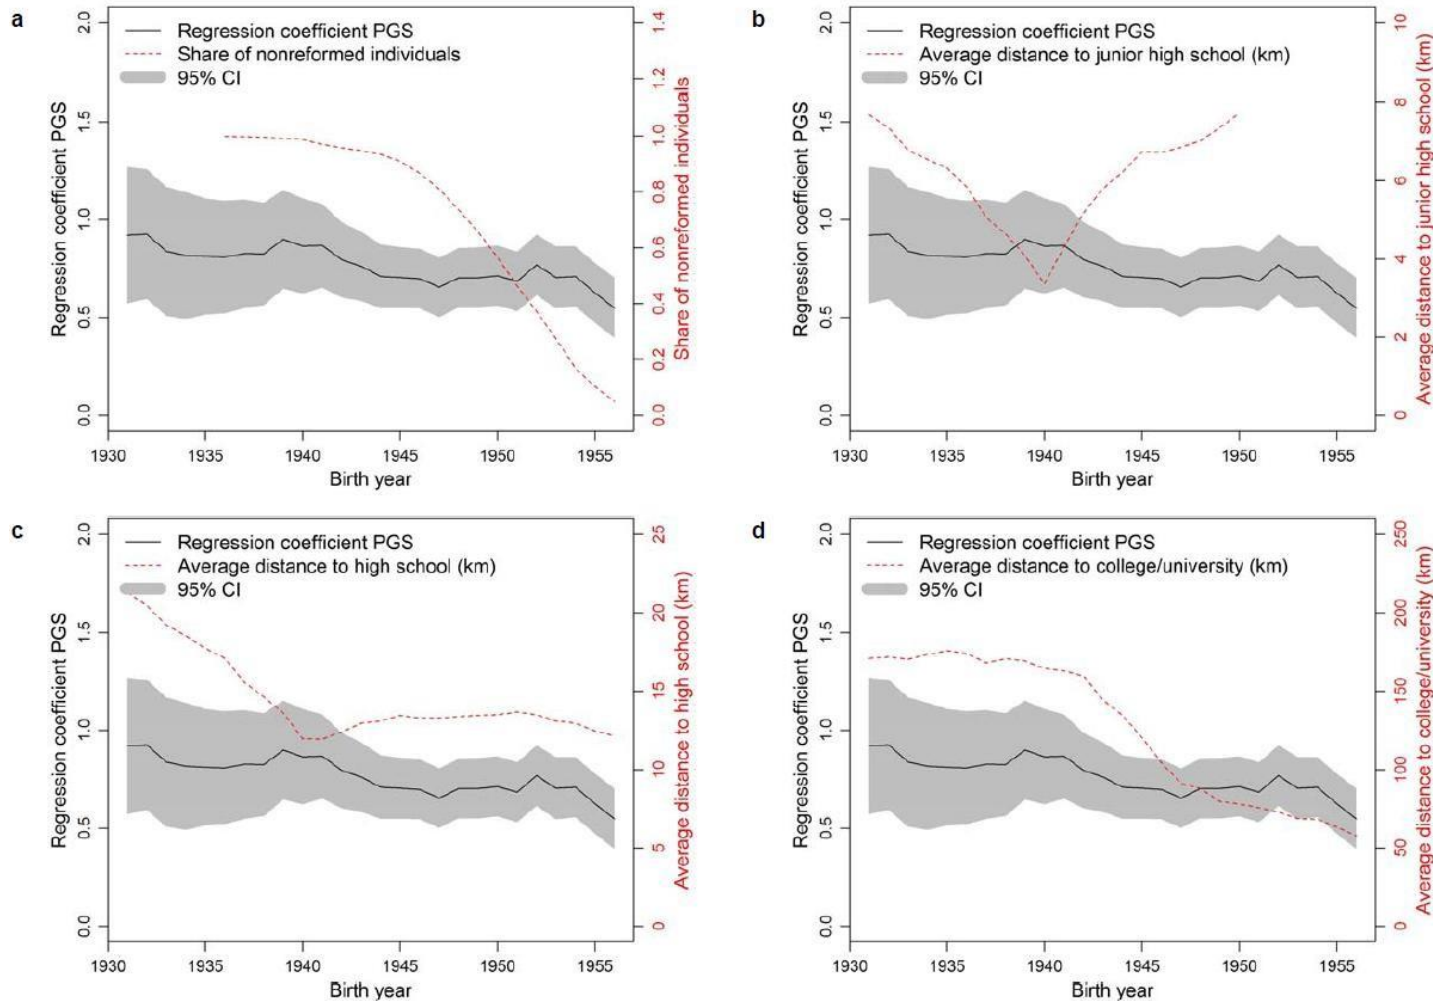 a
Regression coefficient PGS
Share of nonreformed individuals
95% CI
Regression coefficient PGS
0.0 0.5 1.0 1.5 2.0
Share of nonreformed individuals
0.0 0.2 0.4 0.6 0.8 1.0 1.2 1.4
1930 1935 1940 1945 1950 1955
Birth year
b
Regression coefficient PGS
Average distance to junior high school (km)
95% CI
Regression coefficient PGS
0.0 0.5 1.0 1.5 2.0
Average distance to junior high school (km)
0 2 4 6 8 10
1930 1935 1940 1945 1950 1955
Birth year
c
Regression coefficient PGS
Average distance to high school (km)
95% CI
Regression coefficient PGS
0.0 0.5 1.0 1.5 2.0
Average distance to high school (km)
0 5 10 15 20 25
1930 1935 1940 1945 1950 1955
Birth year
d
Regression coefficient PGS
Average distance to college/university (km)
95% CI
Regression coefficient PGS
0.0 0.5 1.0 1.5 2.0
Average distance to college/university (km)
0 50 100 150 200 250
1930 1935 1940 1945 1950 1955
Birth year